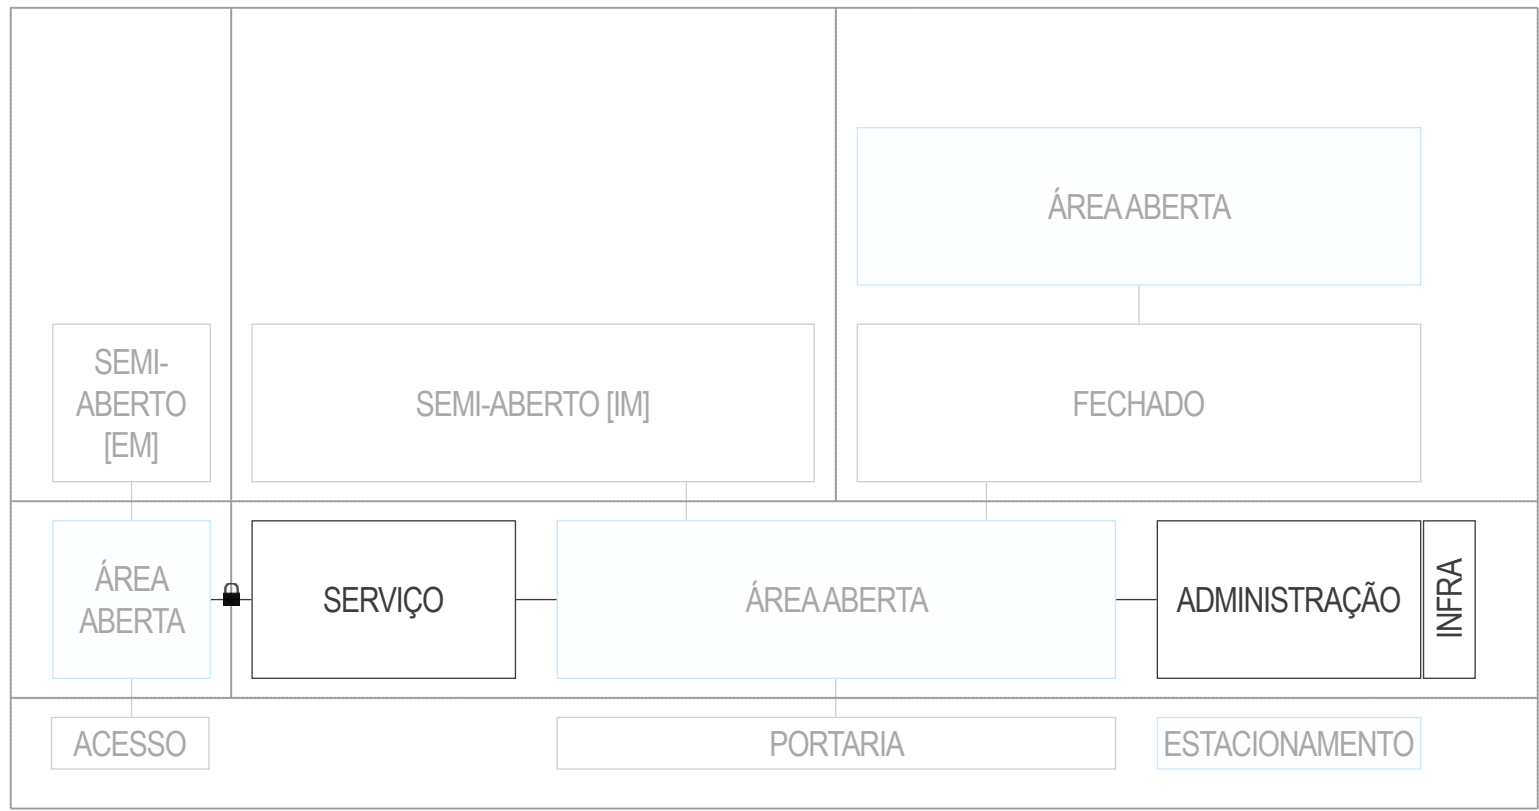 ÁREA ABERTA
SEMI-
ABERTO
[EM]
SEMI-ABERTO [IM]
FECHADO
ÁREA
ABERTA
SERVIÇO
ÁREA ABERTA
ADMINISTRAÇÃO
INFRA
ACESSO
PORTARIA
ESTACIONAMENTO